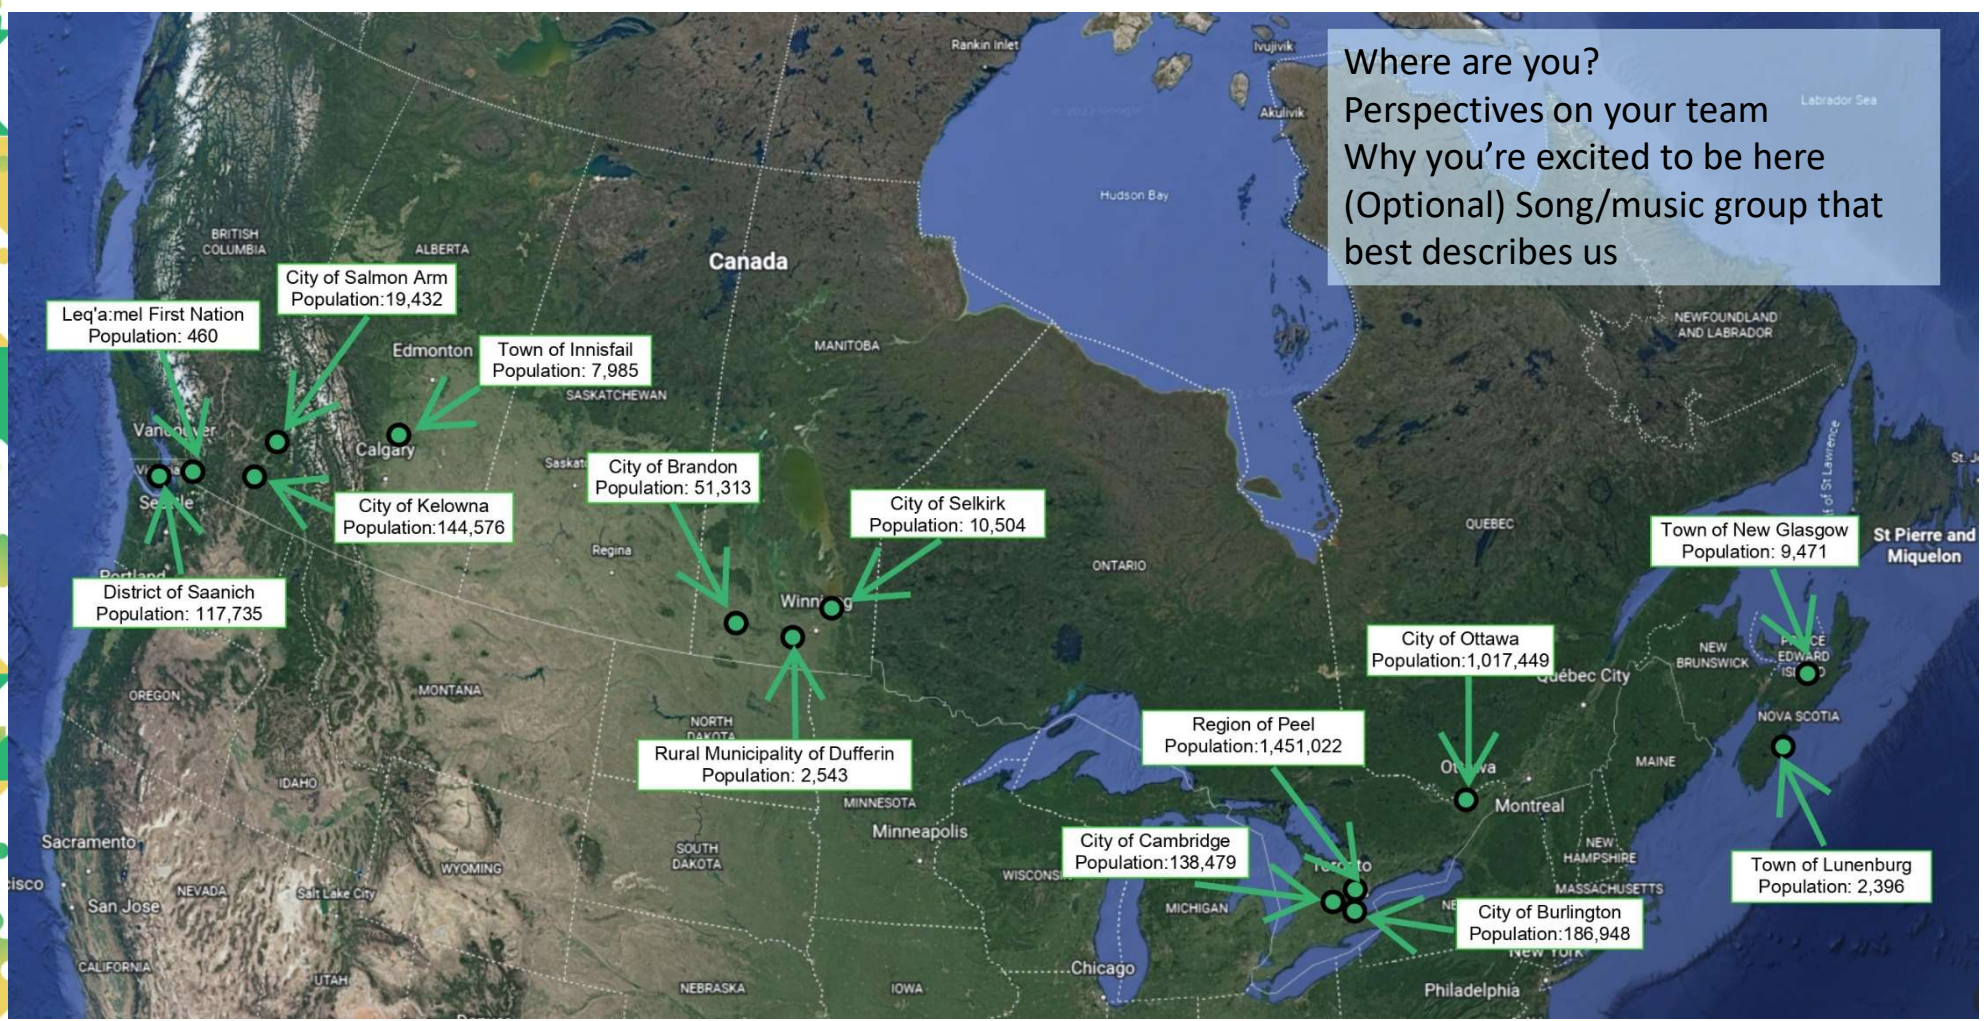 Where are you?
Perspectives on your team
Why you’re excited to be here
(Optional) Song/music group that
best describes us
Rankin Inlet
Ivujivik
Akulivik
Labrador Sea
Hudson Bay
BRITISH
COLUMBIA
ALBERTA
Canada
City of Salmon Arm
Population:19,432
Leq'a:mel First Nation
Population: 460
Edmonton
Town of Innisfail
Population: 7,985
MANITOBA
NEWFOUNDLAND
AND LABRADOR
SASKATCHEWAN
Vancouver
Calgary
City of Brandon
Population: 51,313
City of Kelowna
Population:144,576
City of Selkirk
Population: 10,504
QUEBEC
Town of New Glasgow
Population: 9,471
St Pierre and
Miquelon
of St Lawrence
Regina
ONTARIO
Portland
District of Saanich
Population: 117,735
City of Ottawa
Population:1,017,449
NEW
BRUNSWICK
Québec City
OREGON
MONTANA
NORTH
DAKOTA
Region of Peel
Population:1,451,022
NOVA SCOTIA
Rural Municipality of Dufferin
Population: 2,543
MAINE
IDAHO
MINNESOTA
Montreal
Minneapolis
City of Cambridge
Population:138,479
Sacramento
SOUTH
DAKOTA
WYOMING
NEW
HAMPSHIRE
Town of Lunenburg
Population: 2,396
Toronto
cisco
NEVADA
Salt Lake City
San Jose
MICHIGAN
MASSACHUSETTS
City of Burlington
Population:186,948
New York
CALIFORNIA
UTAH
NEBRASKA
IOWA
Chicago
Philadelphia